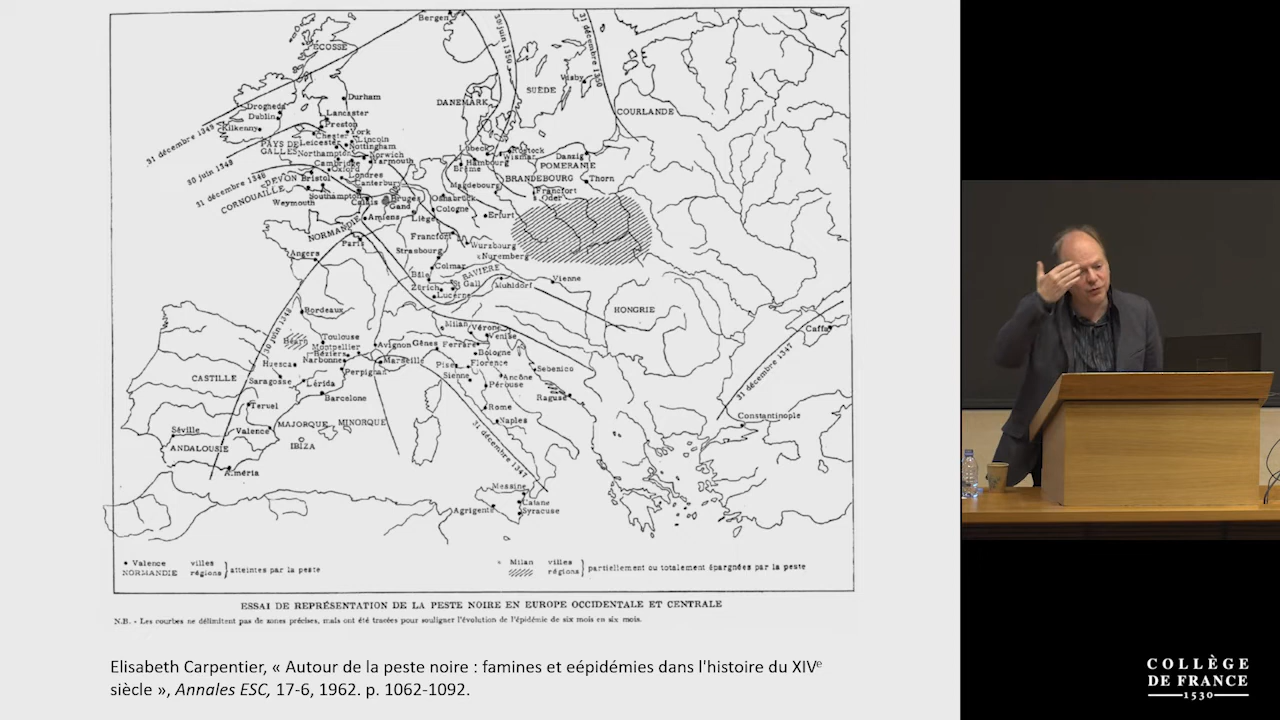 Bergen
30 juin 1350
31 décembre 1350
ÉCOSSE
Visby
SUÈDE
DANEMARK
COURLANDE
Durham
Drogheda
Dublin
Kilkenny
Lancaster
Preston
York
Chester
Lincoln
Nottingham
PAYS DE
GALLES
Leicester
Northampton
Norwich
Yarmouth
Cambridge
Oxford
Londres
Canterbury
31 décembre 1349
30 juin 1349
31 décembre 1348
DEVON
Bristol
CORNOUAILLE
Southampton
Weymouth
Calais
Bruges
Gand
Lübeck
Rostock
Wismar
Hambourg
Brême
Danzig
POMERANIE
BRANDEBOURG
Thorn
Magdebourg
Francfort
Oder
Osnabrück
Cologne
Erfurt
Amiens
Liège
NORMANDIE
Paris
Francfort
Wurzbourg
Nuremberg
Strasbourg
Angers
Colmar
BAVIERE
Bâle
Zürich
St Gall
Lucerne
Muhldorf
Vienne
HONGRIE
30 juin 1348
Bordeaux
Béarn
Toulouse
Montpellier
Béziers
Narbonne
Avignon
Gênes
Milan
Vérone
Venise
Ferrare
Bologne
Caffa
Huesca
Marseille
Pise
Florence
Perpignan
Sienne
Ancône
Pérouse
Sebenico
Raguse
CASTILLE
Saragosse
Lérida
Barcelone
Teruel
Rome
Naples
31 décembre 1347
Constantinople
Séville
Valence
MAJORQUE
MINORQUE
IBIZA
ANDALOUSIE
Alméria
31 décembre 1347
Messine
Catane
Agrigente
Syracuse
Valence villes
NORMANDIE régions
atteintes par la peste
Milan villes
régions
partiellement ou totalement épargnées par la peste
ESSAI DE REPRÉSENTATION DE LA PESTE NOIRE EN EUROPE OCCIDENTALE ET CENTRALE
N.B. - Les courbes ne délimitent pas de zones précises, mais ont été tracées pour souligner l'évolution de l'épidémie de six mois en six mois.
Elisabeth Carpentier, « Autour de la peste noire : famines et eépidémies dans l'histoire du XIVe
siècle », Annales ESC, 17-6, 1962. p. 1062-1092.
COLLÈGE
DE FRANCE
1530